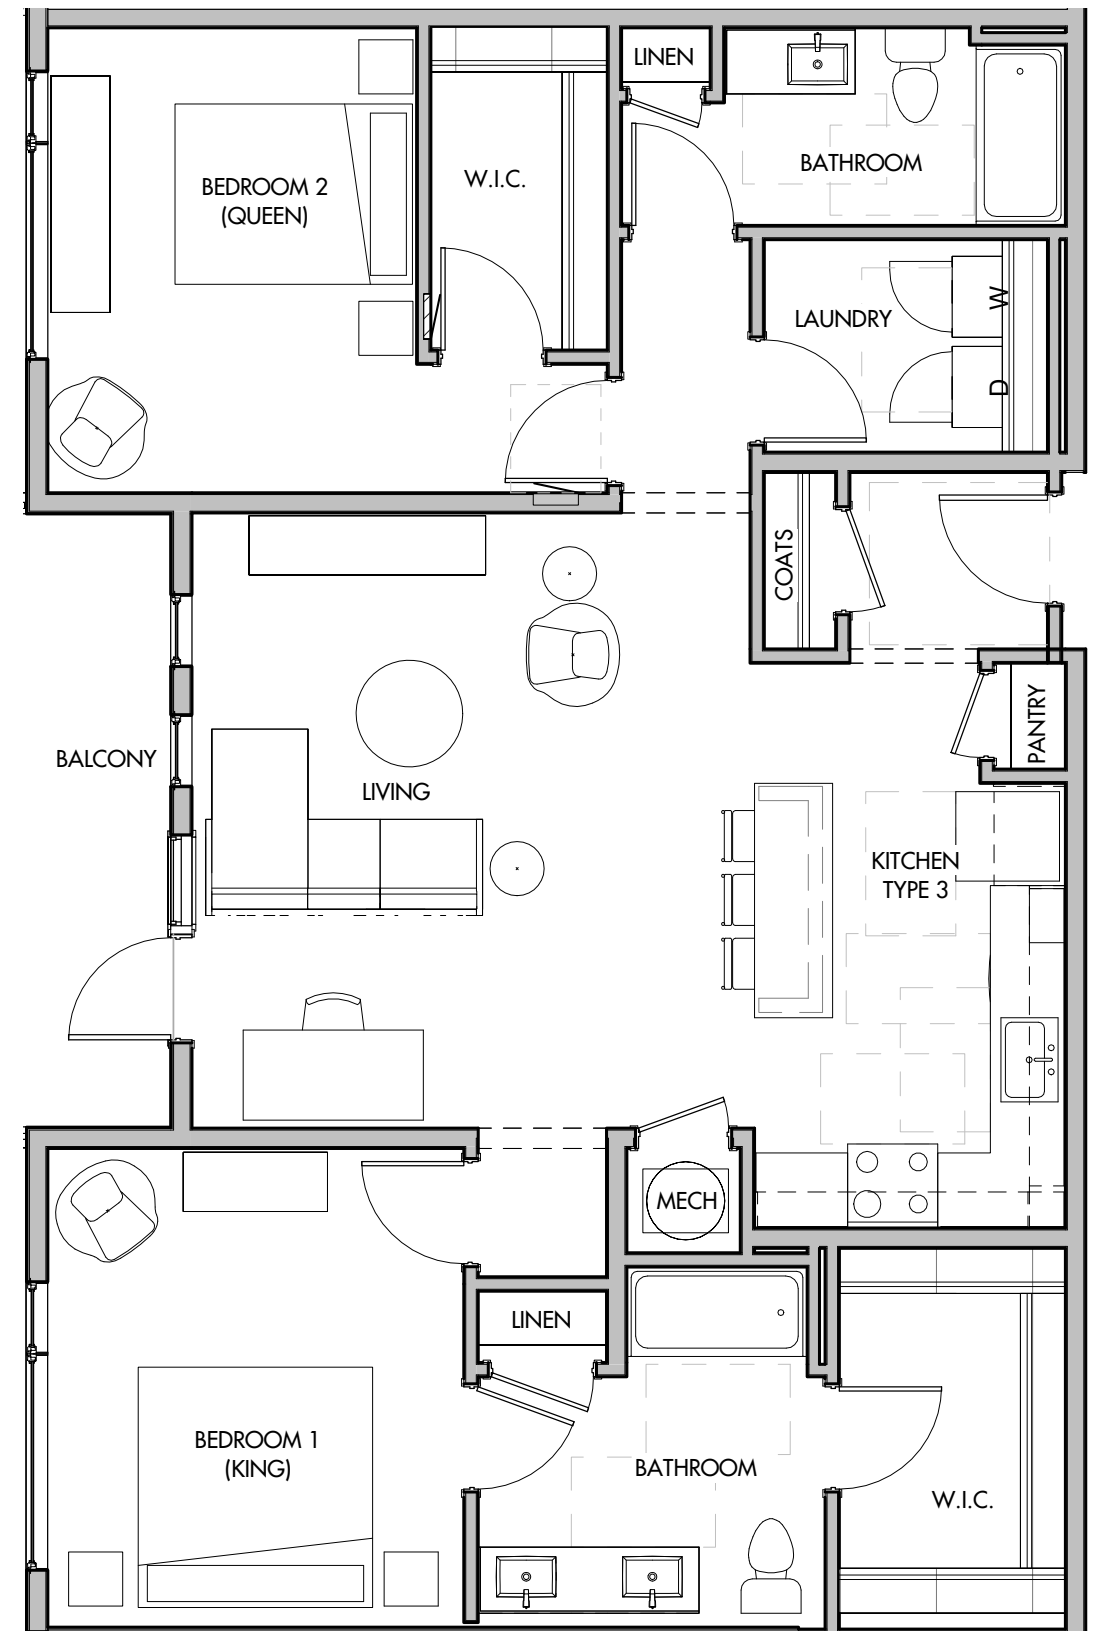 LINEN
BATHROOM
BEDROOM 2
(QUEEN)
W.I.C.
W
LAUNDRY
D
COATS
PANTRY
BALCONY
LIVING
KITCHEN
TYPE 3
MECH
LINEN
BEDROOM 1
(KING)
BATHROOM
W.I.C.